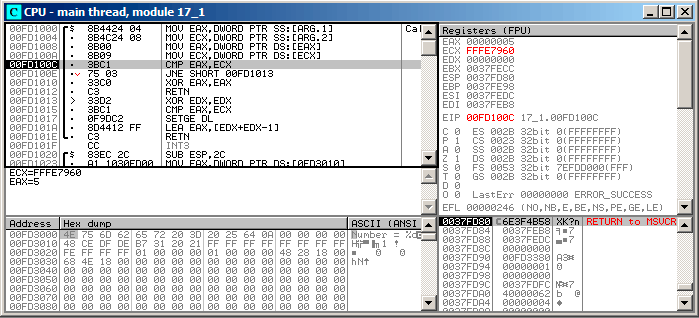 C CPU - main thread, module 17_1
00FD1000 8B4424 04 MOV EAX,DWORD PTR SS:[ARG.1] Cal
00FD1004 8B4C24 08 MOV ECX,DWORD PTR SS:[ARG.2]
00FD1008 8B00 MOV EAX,DWORD PTR DS:[EAX]
00FD100A 8B09 MOV ECX,DWORD PTR DS:[ECX]
00FD100C 3BC1 CMP EAX,ECX
00FD100E 75 03 JNE SHORT 00FD1013
00FD1010 33C0 XOR EAX,EAX
00FD1012 C3 RETN
00FD1013 33D2 XOR EDX,EDX
00FD1015 3BC1 CMP EAX,ECX
00FD1017 0F9DC2 SETGE DL
00FD101A 8D4412 FF LEA EAX,[EDX+EDX-1]
00FD101E C3 RETN
00FD101F CC INT3
00FD1020 83EC 2C SUB ESP,2C
00FD1023 A1 1030FD00 MOV EAX,DWORD PTR DS:[0FD3010]
ECX=FFFE7960
EAX=5
Registers (FPU)
EAX 00000005
ECX FFFE7960
EDX 00000000
EBX 0037FECC
ESP 0037FD80
EBP 0037FE98
ESI 0037FEDC
EDI 0037FEB8
EIP 00FD100C 17_1.00FD100C
C 0 ES 002B 32bit 0(FFFFFFFF)
P 1 CS 0023 32bit 0(FFFFFFFF)
A 0 SS 002B 32bit 0(FFFFFFFF)
Z 1 DS 002B 32bit 0(FFFFFFFF)
S 0 FS 0053 32bit 7EFDD000(FFF)
T 0 GS 002B 32bit 0(FFFFFFFF)
D 0
O 0 LastErr 00000000 ERROR_SUCCESS
EFL 00000246 (NO,NB,E,BE,NS,PE,GE,LE)
Address Hex dump ASCII (ANSI
00FD3000 4E 75 6D 62 65 72 20 3D 20 25 64 0A 00 00 00 00 Number = %d
00FD3010 48 CE DF DE B7 31 20 21 FF FF FF FF FF FF FF FF
00FD3020 FE FF FF FF 01 00 00 00 01 00 00 00 48 28 18 00
00FD3030 68 4E 18 00 00 00 00 00 00 00 00 00 00 00 00 00 hN↑
00FD3040 00 00 00 00 00 00 00 00 00 00 00 00 00 00 00 00
00FD3050 00 00 00 00 00 00 00 00 00 00 00 00 00 00 00 00
00FD3060 00 00 00 00 00 00 00 00 00 00 00 00 00 00 00 00
00FD3070 00 00 00 00 00 00 00 00 00 00 00 00 00 00 00 00
00FD3080 00 00 00 00 00 00 00 00 00 00 00 00 00 00 00 00
0037FD80 C6E3F4B58 XK?n RETURN to MSVCR
0037FD84 0037FEB8
0037FD88 0037FEDC
0037FD8C 00000000
0037FD90 00FD3380
0037FD94 00000001
0037FD98 00000000
0037FD9C 0037FDFC
0037FDA0 40000062 b @
0037FDA4 00000004